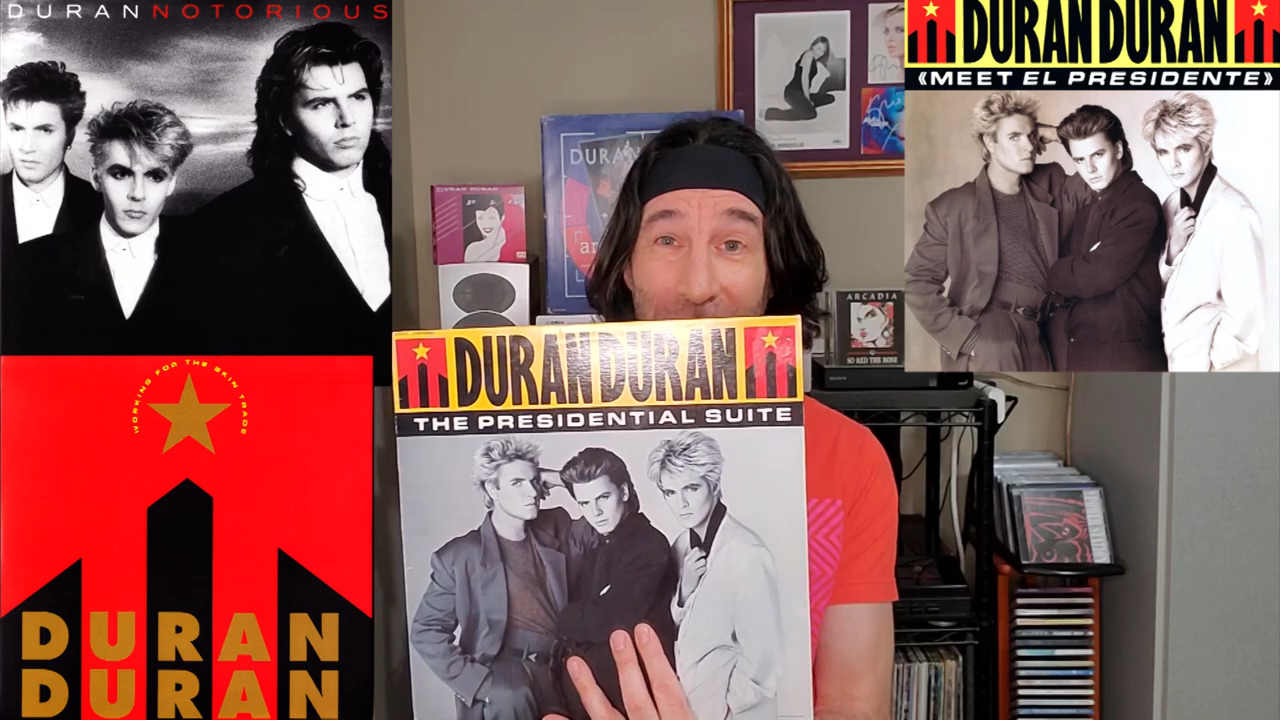 DURAN NOTORIOUS
DURAN DURAN
«MEET EL PRESIDENTE»
DURAN DURAN
DURAN
ARCADIA
SO RED THE ROSE
DURAN DURAN
THE PRESIDENTIAL SUITE
WORKING FOR THE SKIN TRADE
DURAN
DURAN